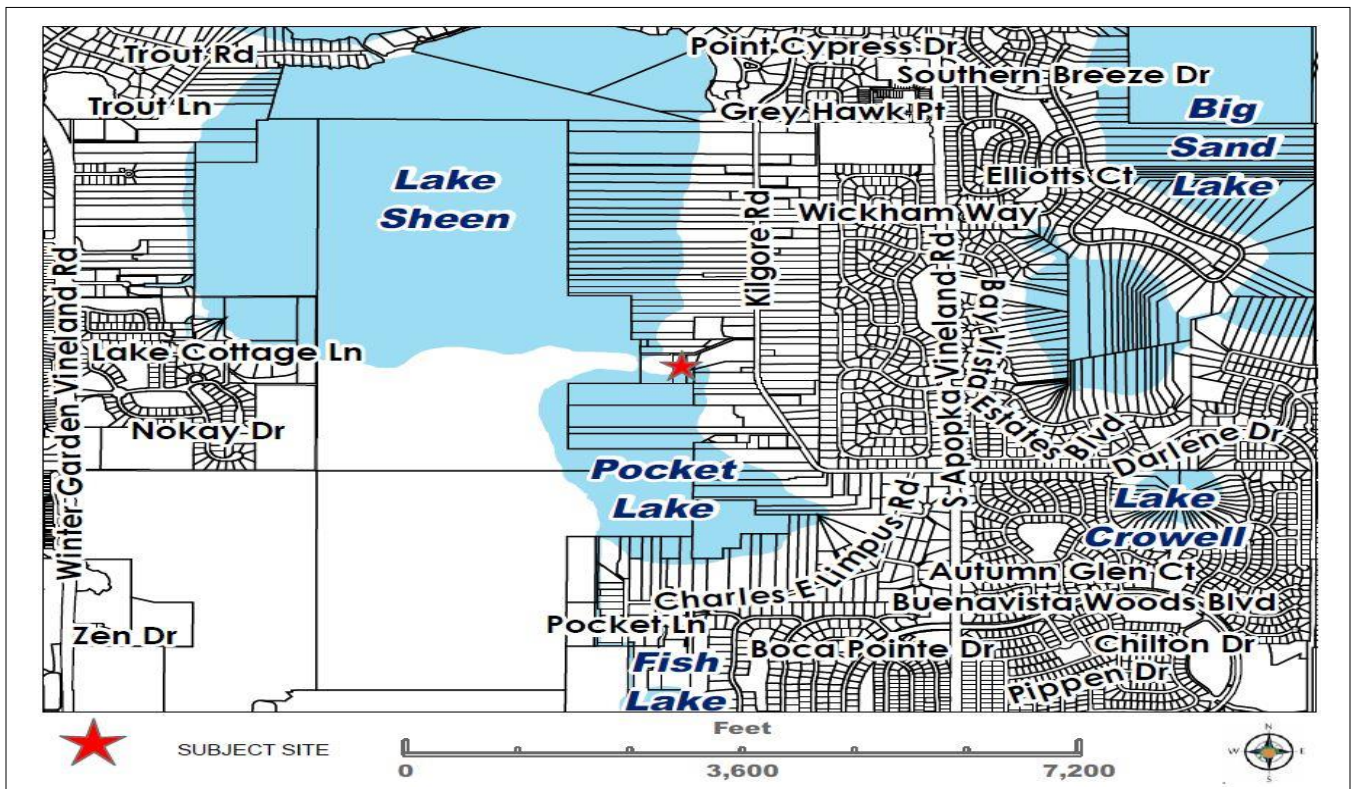 Trout Rd
Point Cypress Dr
Southern Breeze Dr
Trout Ln
Grey Hawk Pt
Big
Sand
Lake
Lake
Sheen
Elliotts Ct
Wickham Way
Kilgore Rd
S Apopka Vineland Rd
Winter Garden Vineland Rd
Bay Vista Estates Blvd
Lake Cottage Ln
Nokay Dr
Darlene Dr
Pocket
Lake
Lake
Crowell
Charles E Limpus Rd
Autumn Glen Ct
Buenavista Woods Blvd
Pocket Ln
Zen Dr
Boca Pointe Dr
Chilton Dr
Fish
Lake
Pippen Dr
SUBJECT SITE
Feet
0
3,600
7,200
N
W
E
S